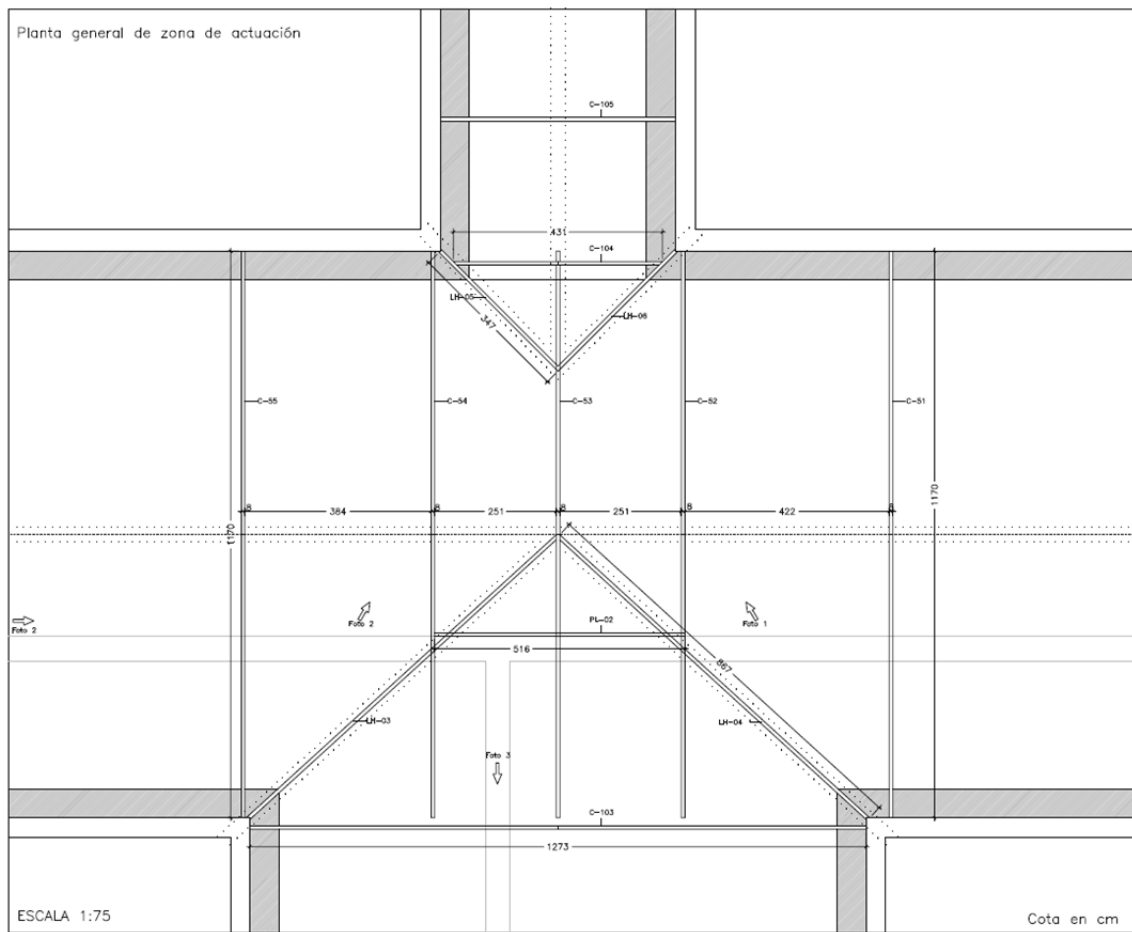 Planta general de zona de actuación
C-105
431
C-104
LH-05
LH-06
347
C-55
C-54
C-53
C-52
C-51
1170
1170
8
384
8
251
8
251
8
422
8
Foto 2
Foto 2
PL-02
Foto 1
516
867
LH-03
LH-04
Foto 3
C-103
1273
ESCALA 1:75
Cota en cm